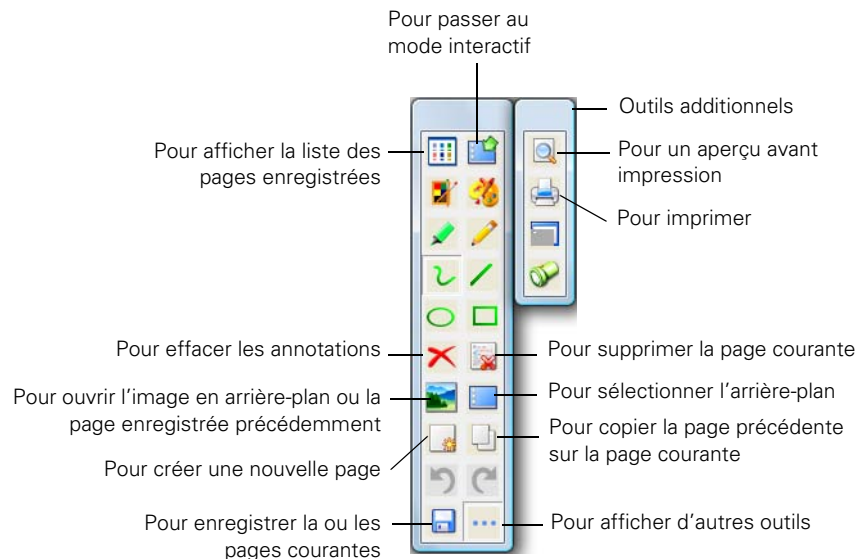 Pour passer au
mode interactif
Outils additionnels
Pour afficher la liste des
pages enregistrées
Pour un aperçu avant
impression
Pour imprimer
Pour effacer les annotations
Pour supprimer la page courante
Pour ouvrir l’image en arrière-plan ou la
page enregistrée précédemment
Pour sélectionner l’arrière-plan
Pour copier la page précédente
sur la page courante
Pour créer une nouvelle page
Pour enregistrer la ou les
pages courantes
Pour afficher d’autres outils